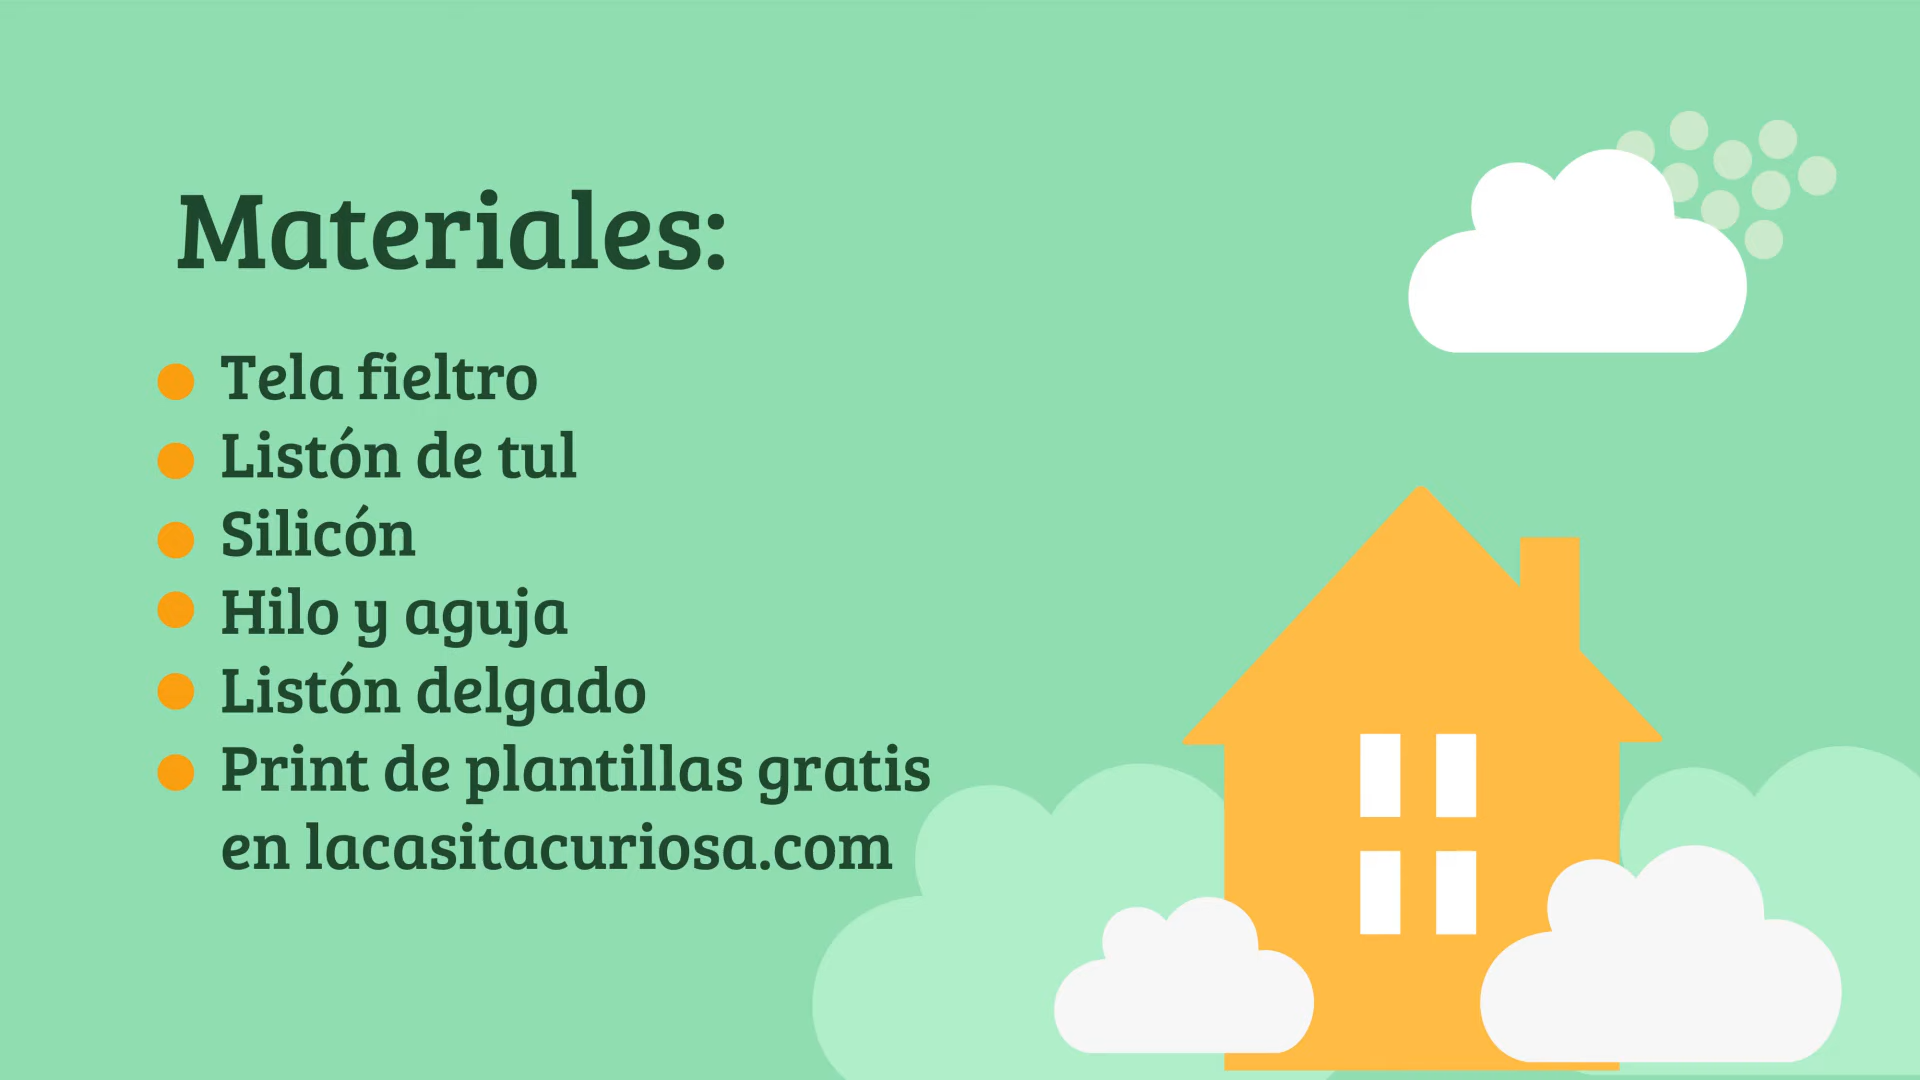 Materiales:
Tela fieltro
Listón de tul
Silicón
Hilo y aguja
Listón delgado
Print de plantillas gratis
en lacasitacuriosa.com